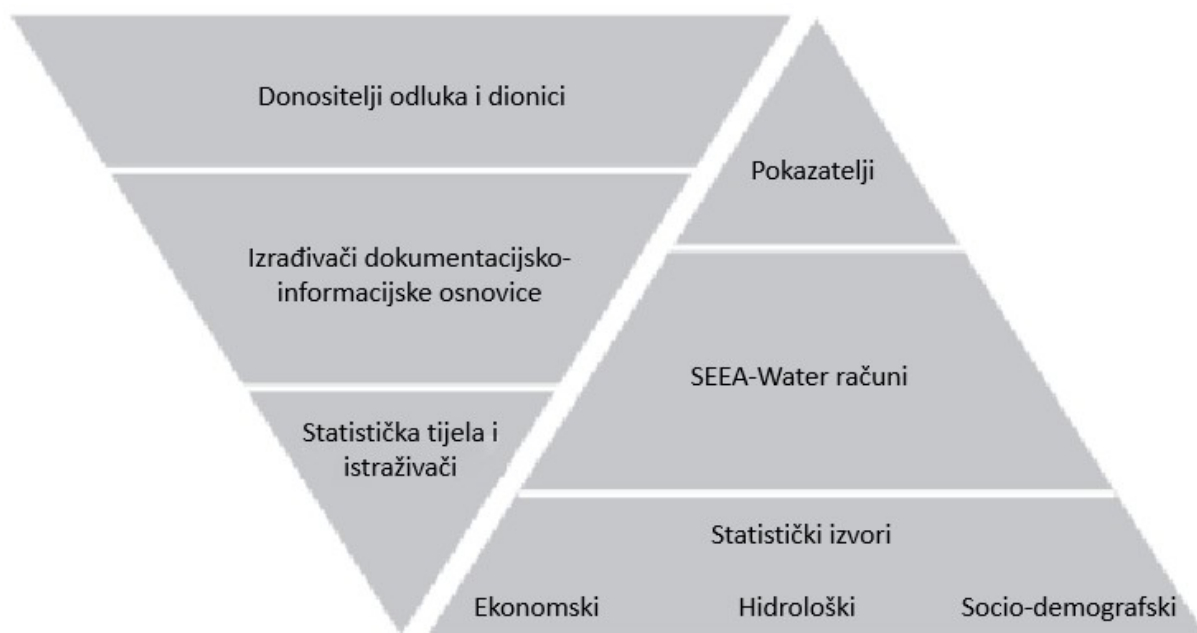 Donositelji odluka i dionici
Izrađivači dokumentacijsko-
informacijske osnovice
Statistička tijela i
istraživači
Pokazatelji
SEEA-Water računi
Statistički izvori
Ekonomski Hidrološki Socio-demografski